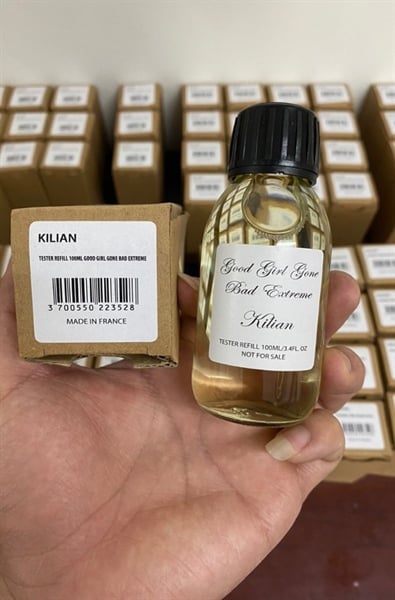 KILIAN
TESTER REFILL 100ML GOOD GIRL GONE BAD EXTREME
3 700550 223528
MADE IN FRANCE
Good Girl Gone
Bad Extreme
Kilian
TESTER REFILL 100ML/3.4FL OZ
NOT FOR SALE